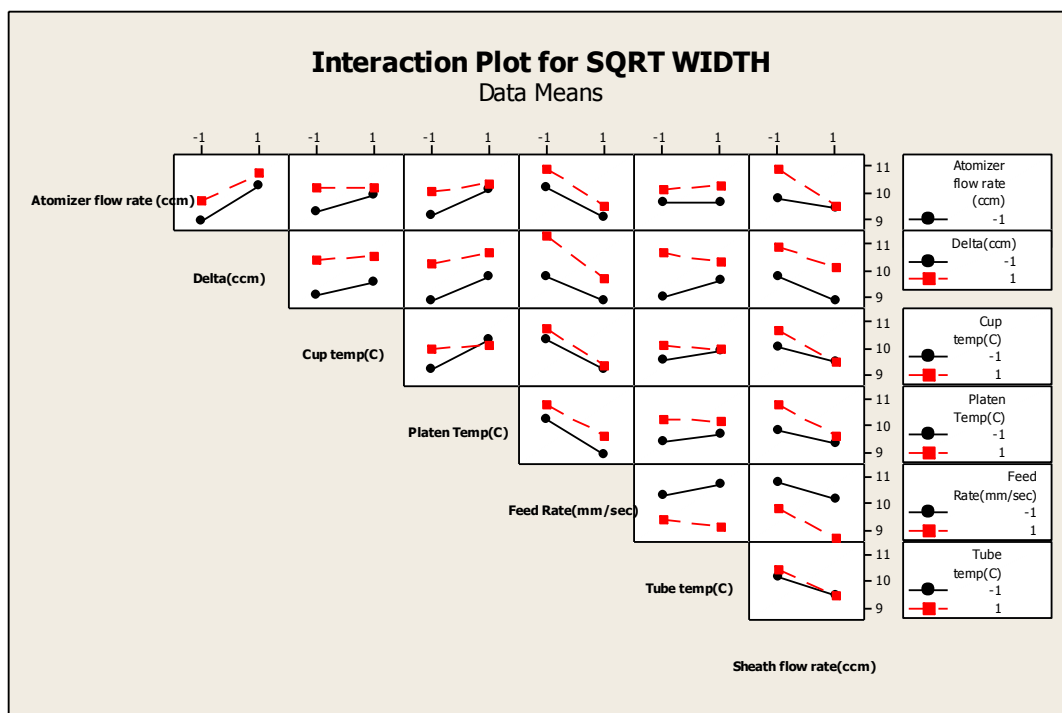 Interaction Plot for SQRT WIDTH
Data Means
-1 1 -1 1 -1 1 -1 1 -1 1 -1 1
Atomizer flow rate (ccm)
11
10
9
Atomizer
flow rate
(ccm)
-1
Delta(ccm)
11
10
9
Delta(ccm)
-1
1
Cup temp(C)
11
10
9
Cup
temp(C)
-1
1
Platen Temp(C)
11
10
9
Platen
Temp(C)
-1
1
Feed Rate(mm/sec)
11
10
9
Feed
Rate(mm/sec)
-1
1
Tube temp(C)
11
10
9
Tube
temp(C)
-1
1
Sheath flow rate(ccm)